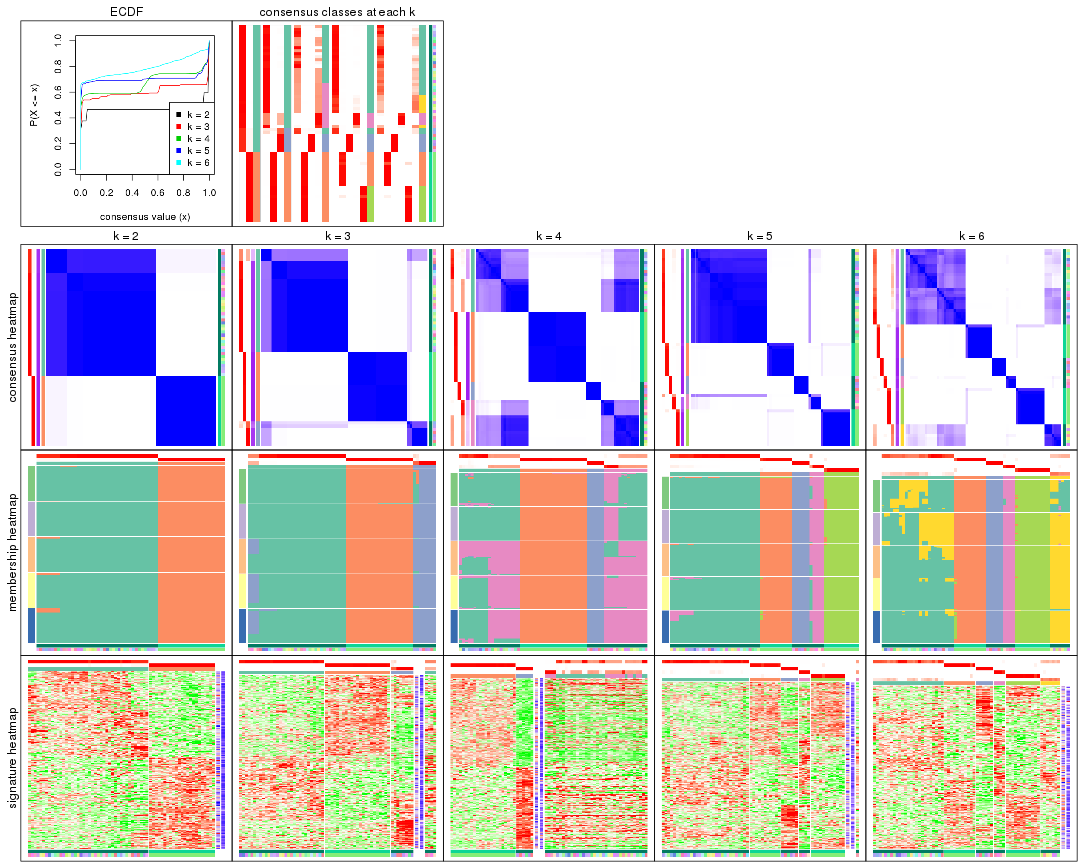 ECDF
consensus classes at each k
P(X <= x)
0.0 0.2 0.4 0.6 0.8 1.0
k = 2
k = 3
k = 4
k = 5
k = 6
0.0 0.2 0.4 0.6 0.8 1.0
consensus value (x)
k = 2 k = 3 k = 4 k = 5 k = 6
consensus heatmap
membership heatmap
signature heatmap